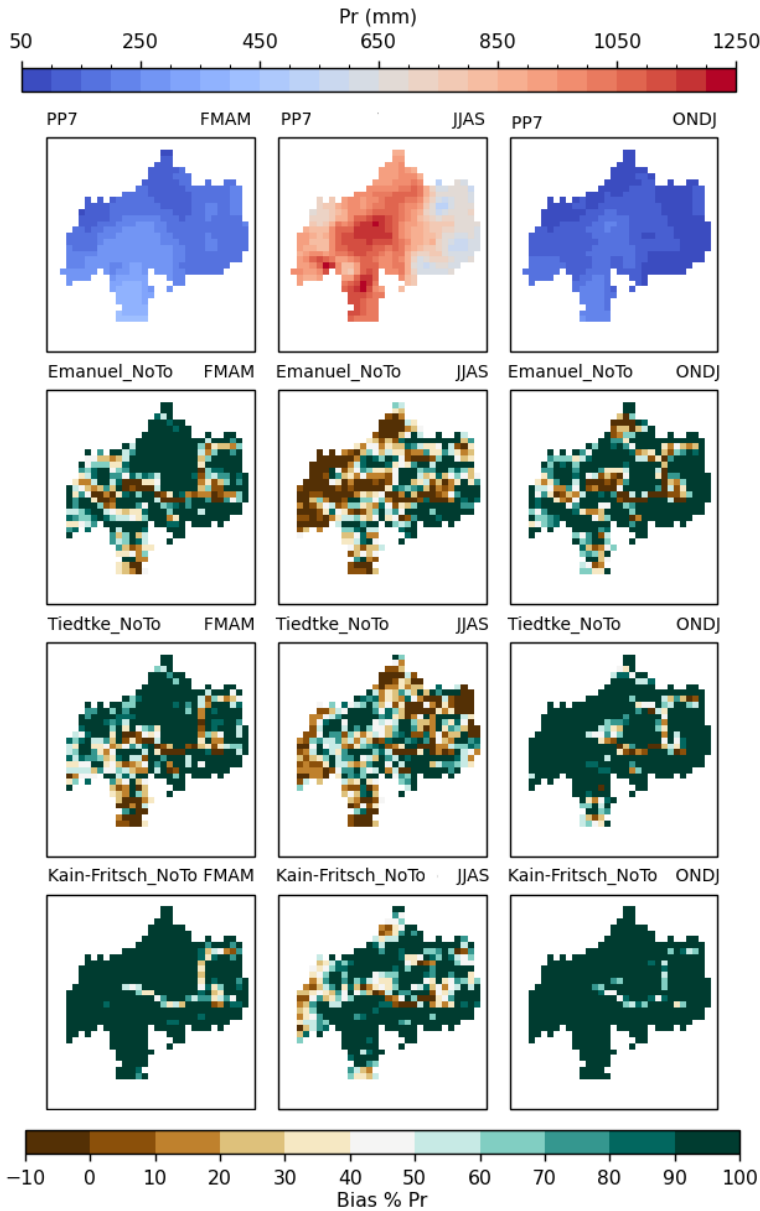 Pr (mm)
50 250 450 650 850 1050 1250
PP7 FMAM PP7 JJAS PP7 ONDJ
Emanuel_NoTo FMAM Emanuel_NoTo JJAS Emanuel_NoTo ONDJ
Tiedtke_NoTo FMAM Tiedtke_NoTo JJAS Tiedtke_NoTo ONDJ
Kain-Fritsch_NoTo FMAM Kain-Fritsch_NoTo JJAS Kain-Fritsch_NoTo ONDJ
−10 0 10 20 30 40 50 60 70 80 90 100
Bias % Pr